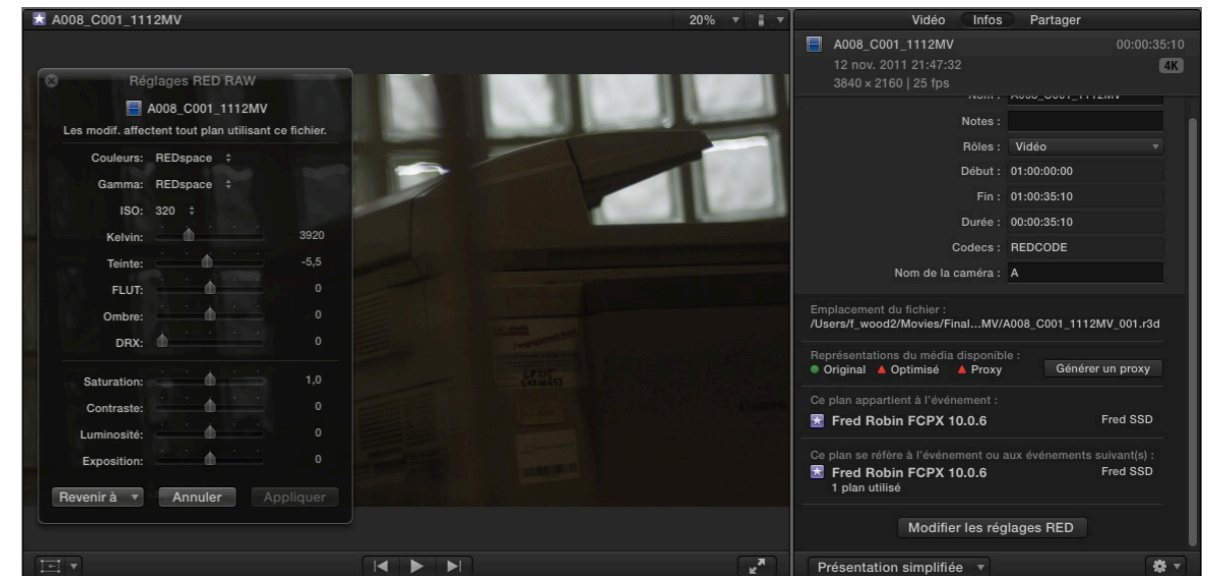 A008_C001_1112MV
20%
Réglages RED RAW
A008_C001_1112MV
Les modif. affectent tout plan utilisant ce fichier.
Couleurs: REDspace
Gamma: REDspace
ISO: 320
Kelvin: 3920
Teinte: -5,5
FLUT: 0
Ombre: 0
DRX: 0
Saturation: 1,0
Contraste: 0
Luminosité: 0
Exposition: 0
Revenir à Annuler Appliquer
Vidéo Infos Partager
A008_C001_1112MV 00:00:35:10
12 nov. 2011 21:47:32 4K
3840 x 2160 | 25 fps
Nom : A008_C001_1112MV
Notes :
Rôles : Vidéo
Début : 01:00:00:00
Fin : 01:00:35:10
Durée : 00:00:35:10
Codecs : REDCODE
Nom de la caméra : A
Emplacement du fichier :
/Users/f_wood2/Movies/Final...MV/A008_C001_1112MV_001.r3d
Représentations du média disponible :
Original Optimisé Proxy Générer un proxy
Ce plan appartient à l'événement :
Fred Robin FCPX 10.0.6 Fred SSD
Ce plan se réfère à l'événement ou aux événements suivant(s) :
Fred Robin FCPX 10.0.6 Fred SSD
1 plan utilisé
Modifier les réglages RED
Présentation simplifiée